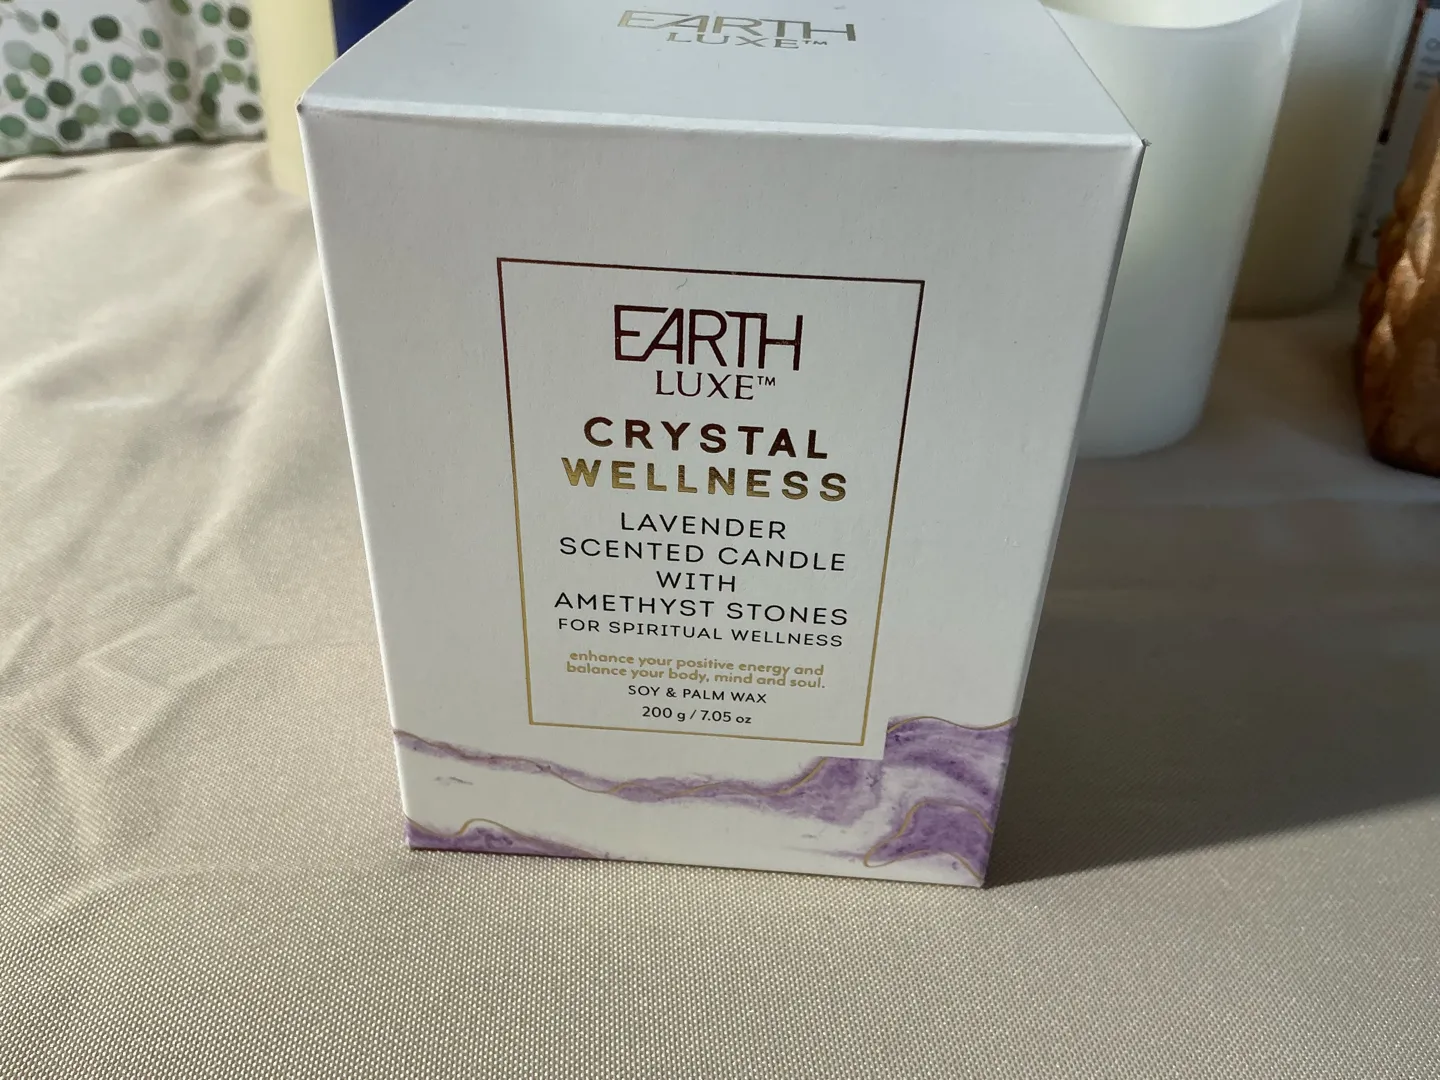 EARTH
LUXE™
EARTH
LUXE™
CRYSTAL
WELLNESS
LAVENDER
SCENTED CANDLE
WITH
AMETHYST STONES
FOR SPIRITUAL WELLNESS
enhance your positive energy and
balance your body, mind and soul.
SOY & PALM WAX
200 g / 7.05 oz